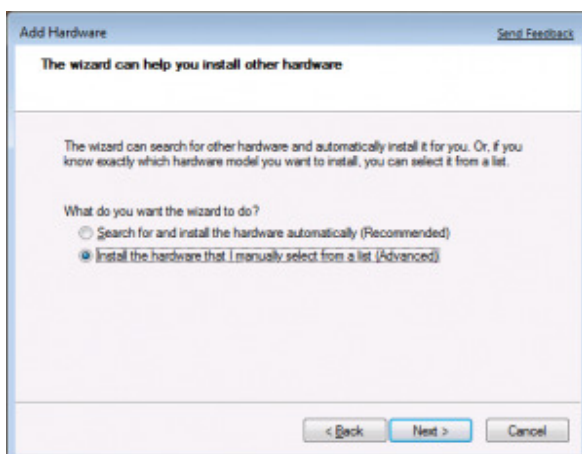 Add Hardware
Send Feedback
The wizard can help you install other hardware
The wizard can search for other hardware and automatically install it for you. Or, if you
know exactly which hardware model you want to install, you can select it from a list.
What do you want the wizard to do?
Search for and install the hardware automatically (Recommended)
Install the hardware that I manually select from a list (Advanced)
< Back
Next >
Cancel